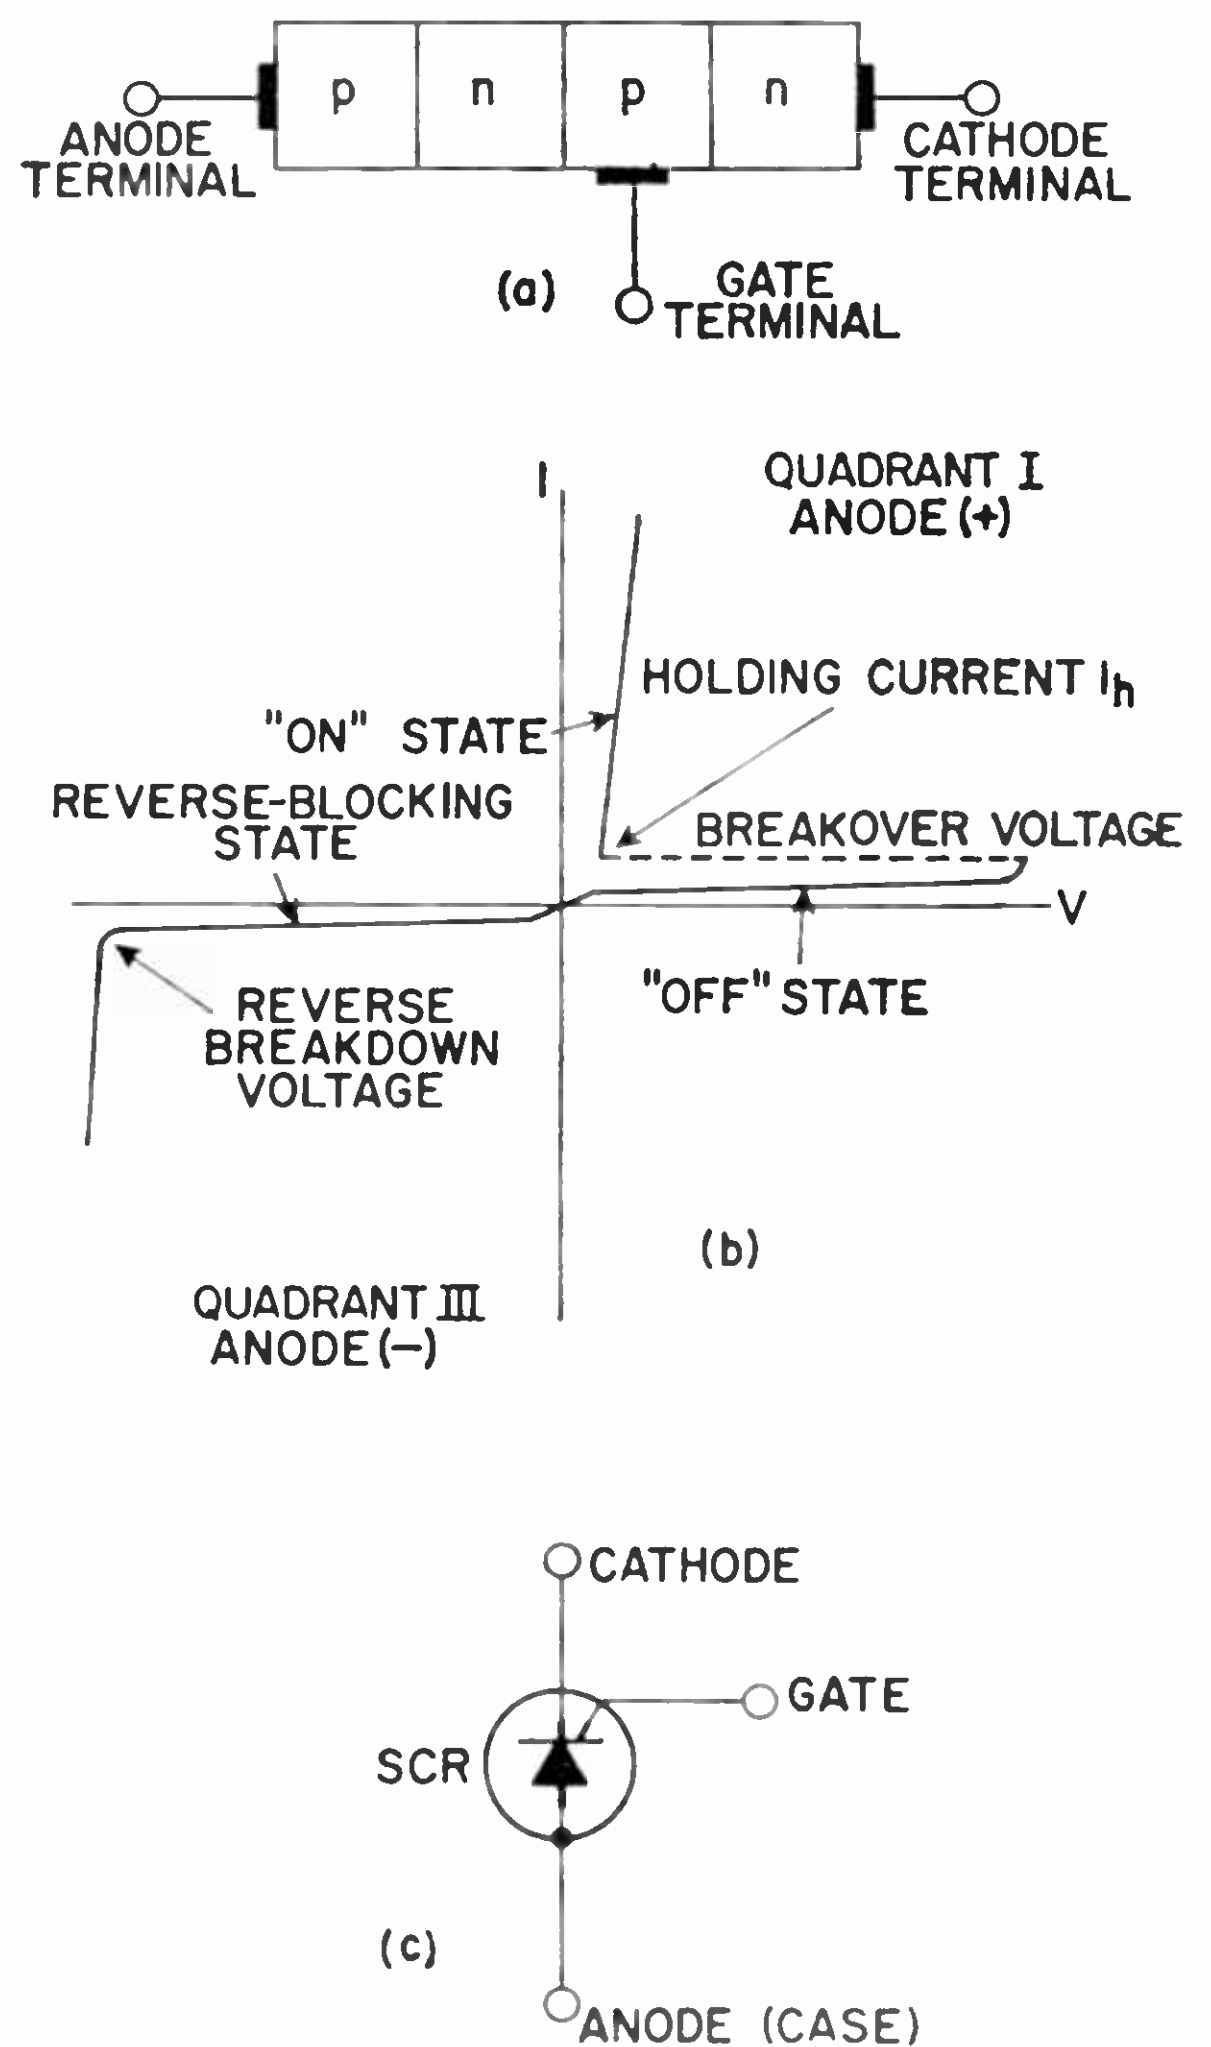 p n p n
ANODE
TERMINAL
CATHODE
TERMINAL
(a)
GATE
TERMINAL
I
QUADRANT I
ANODE (+)
HOLDING CURRENT Ih
"ON" STATE
REVERSE-BLOCKING
STATE
BREAKOVER VOLTAGE
V
"OFF" STATE
REVERSE
BREAKDOWN
VOLTAGE
(b)
QUADRANT III
ANODE (-)
CATHODE
GATE
SCR
(c)
ANODE (CASE)